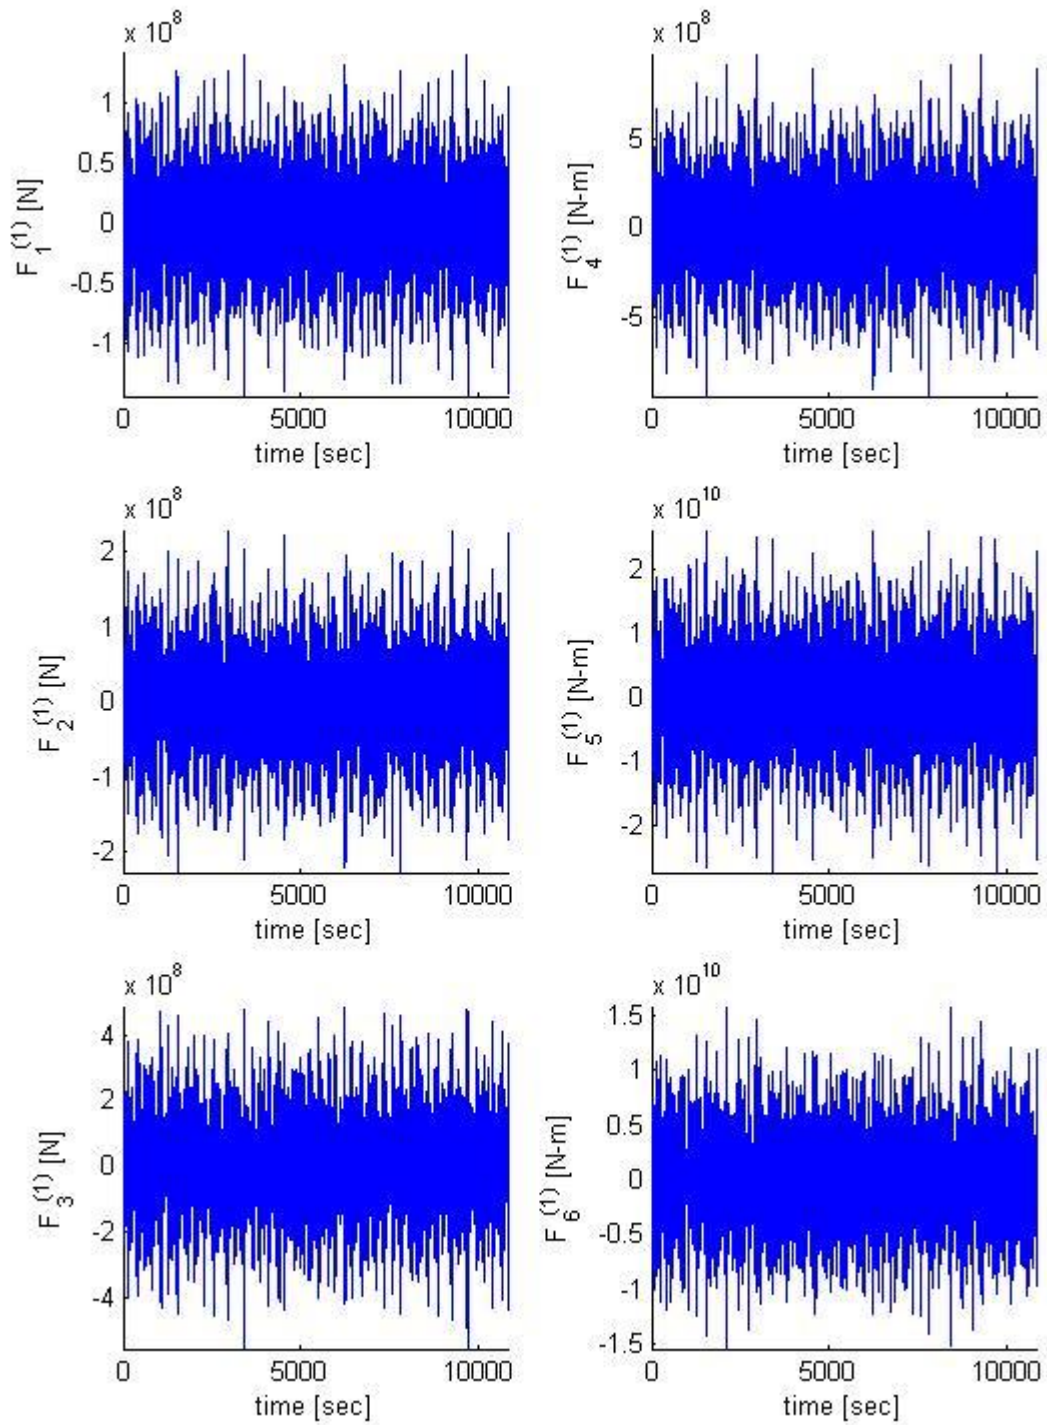 x 10^8
F_1^(1) [N]
1
0.5
0
-0.5
-1
0 5000 10000
time [sec]
x 10^8
F_4^(1) [N-m]
5
0
-5
0 5000 10000
time [sec]
x 10^8
F_2^(1) [N]
2
1
0
-1
-2
0 5000 10000
time [sec]
x 10^10
F_5^(1) [N-m]
2
1
0
-1
-2
0 5000 10000
time [sec]
x 10^8
F_3^(1) [N]
4
2
0
-2
-4
0 5000 10000
time [sec]
x 10^10
F_6^(1) [N-m]
1.5
1
0.5
0
-0.5
-1
-1.5
0 5000 10000
time [sec]